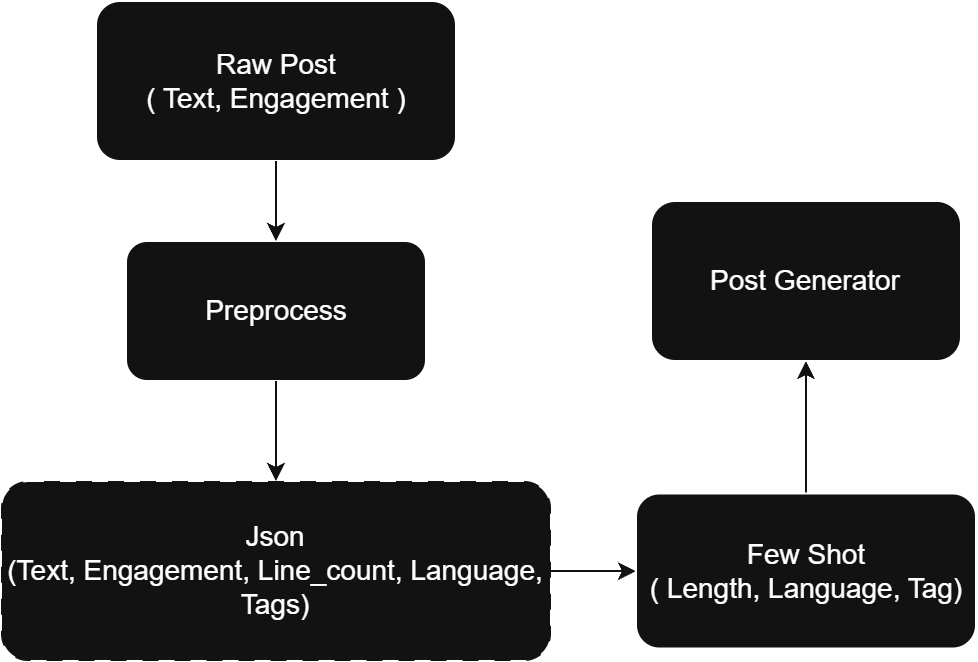 Raw Post
( Text, Engagement )
Preprocess
Json
(Text, Engagement, Line_count, Language,
Tags)
Few Shot
( Length, Language, Tag)
Post Generator